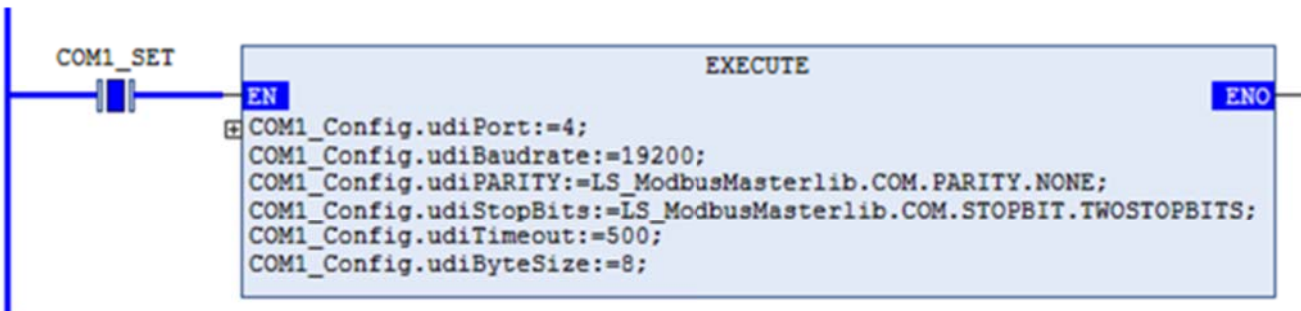 COM1_SET
EXECUTE
EN
ENO
COM1_Config.udiPort:=4;
COM1_Config.udiBaudrate:=19200;
COM1_Config.udiPARITY:=LS_ModbusMasterlib.COM.PARITY.NONE;
COM1_Config.udiStopBits:=LS_ModbusMasterlib.COM.STOPBIT.TWOSTOPBITS;
COM1_Config.udiTimeout:=500;
COM1_Config.udiByteSize:=8;